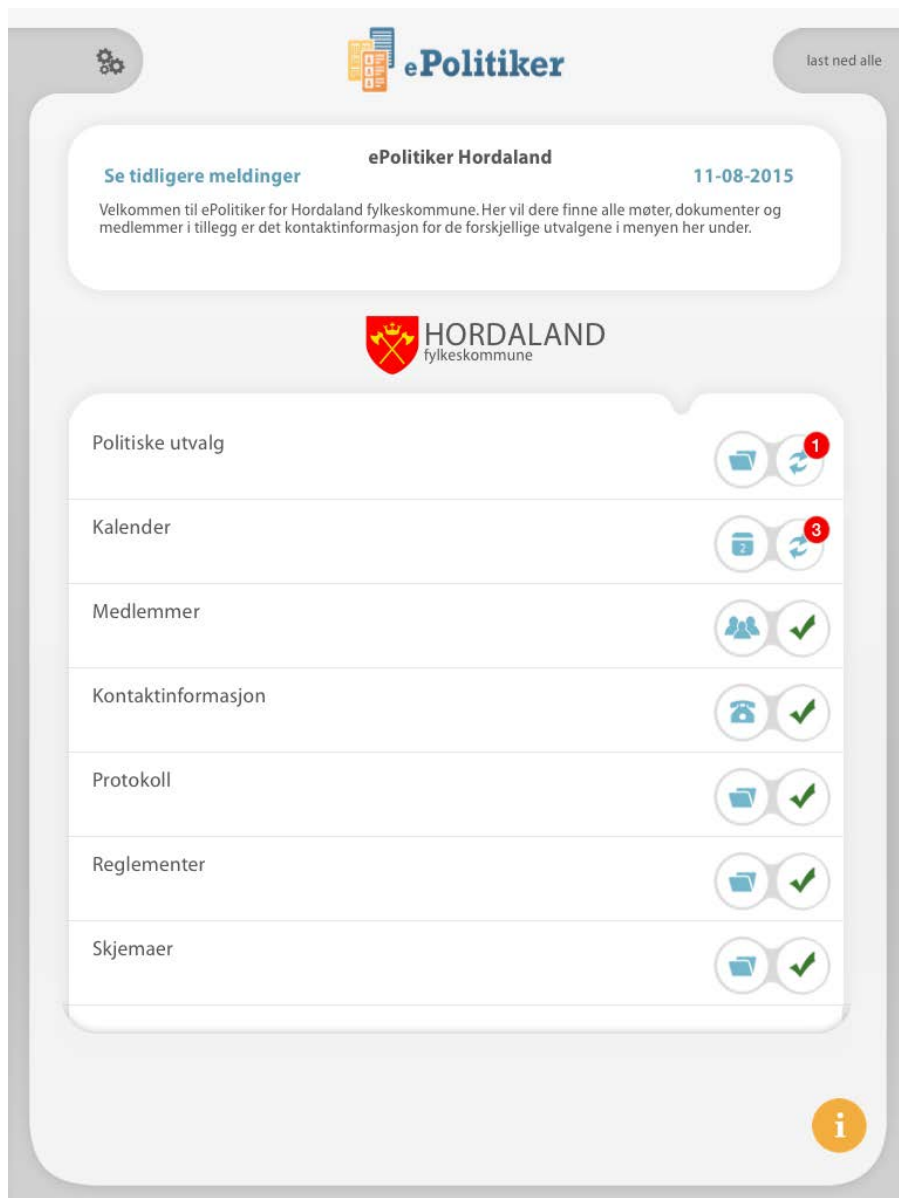 ePolitiker
last ned alle
ePolitiker Hordaland
Se tidligere meldinger
11-08-2015
Velkommen til ePolitiker for Hordaland fylkeskommune. Her vil dere finne alle møter, dokumenter og
medlemmer i tillegg er det kontaktinformasjon for de forskjellige utvalgene i menyen her under.
HORDALAND
fylkeskommune
Politiske utvalg
1
Kalender
2
3
Medlemmer
Kontaktinformasjon
Protokoll
Reglementer
Skjemaer
i